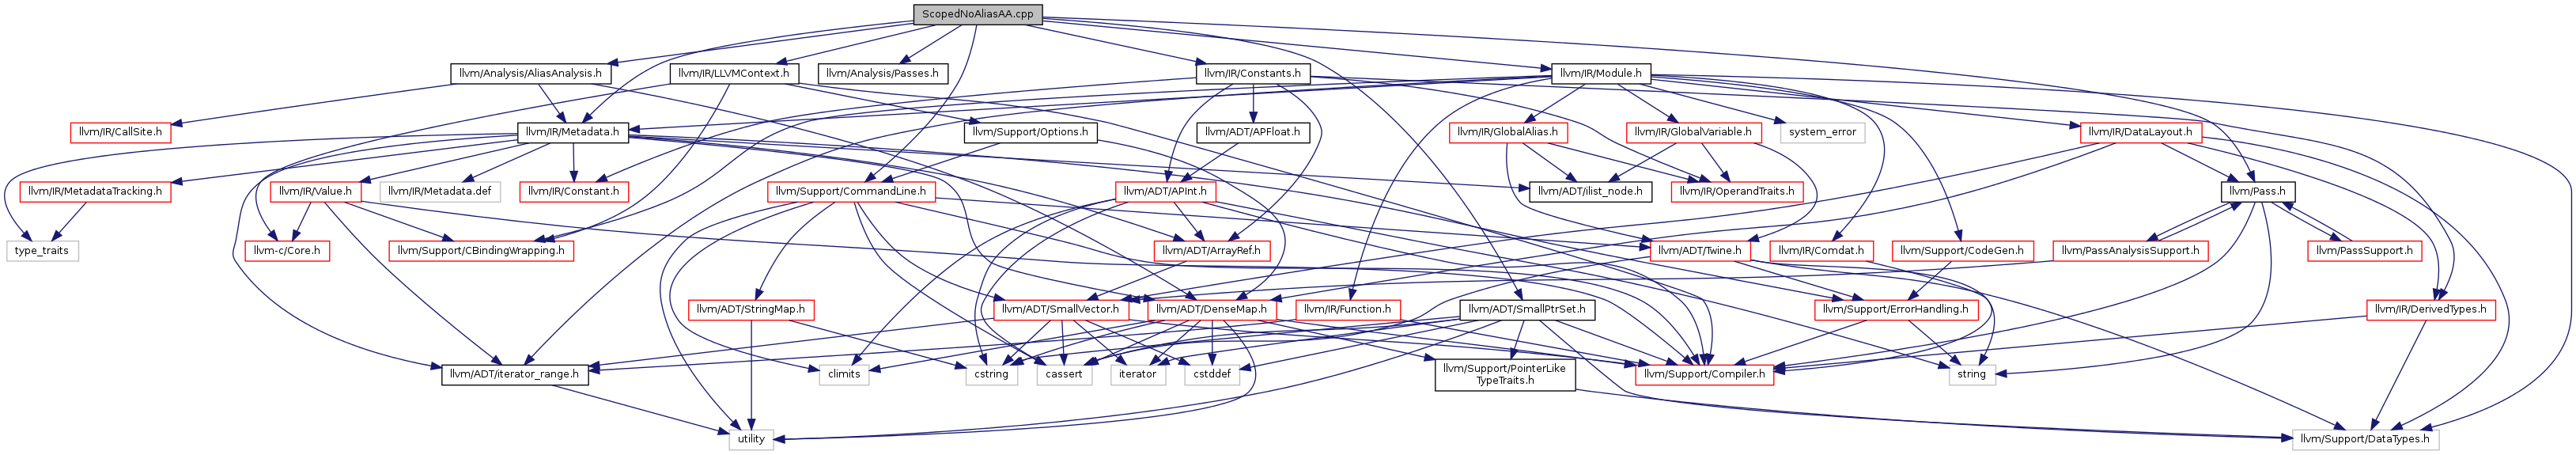 ScopedNoAliasAA.cpp
llvm/Analysis/AliasAnalysis.h
llvm/IR/LLVMContext.h
llvm/Analysis/Passes.h
llvm/IR/Constants.h
llvm/IR/Module.h
llvm/IR/CallSite.h
llvm/IR/Metadata.h
llvm/Support/Options.h
llvm/ADT/APFloat.h
llvm/IR/GlobalAlias.h
llvm/IR/GlobalVariable.h
system_error
llvm/IR/DataLayout.h
llvm/IR/MetadataTracking.h
llvm/IR/Value.h
llvm/IR/Metadata.def
llvm/IR/Constant.h
llvm/Support/CommandLine.h
llvm/ADT/APInt.h
llvm/ADT/ilist_node.h
llvm/IR/OperandTraits.h
llvm/Pass.h
type_traits
llvm-c/Core.h
llvm/Support/CBindingWrapping.h
llvm/ADT/ArrayRef.h
llvm/ADT/Twine.h
llvm/IR/Comdat.h
llvm/Support/CodeGen.h
llvm/PassAnalysisSupport.h
llvm/PassSupport.h
llvm/ADT/StringMap.h
llvm/ADT/SmallVector.h
llvm/ADT/DenseMap.h
llvm/IR/Function.h
llvm/ADT/SmallPtrSet.h
llvm/Support/ErrorHandling.h
llvm/IR/DerivedTypes.h
llvm/ADT/iterator_range.h
climits
cstring
cassert
iterator
cstddef
llvm/Support/PointerLike
TypeTraits.h
llvm/Support/Compiler.h
string
utility
llvm/Support/DataTypes.h